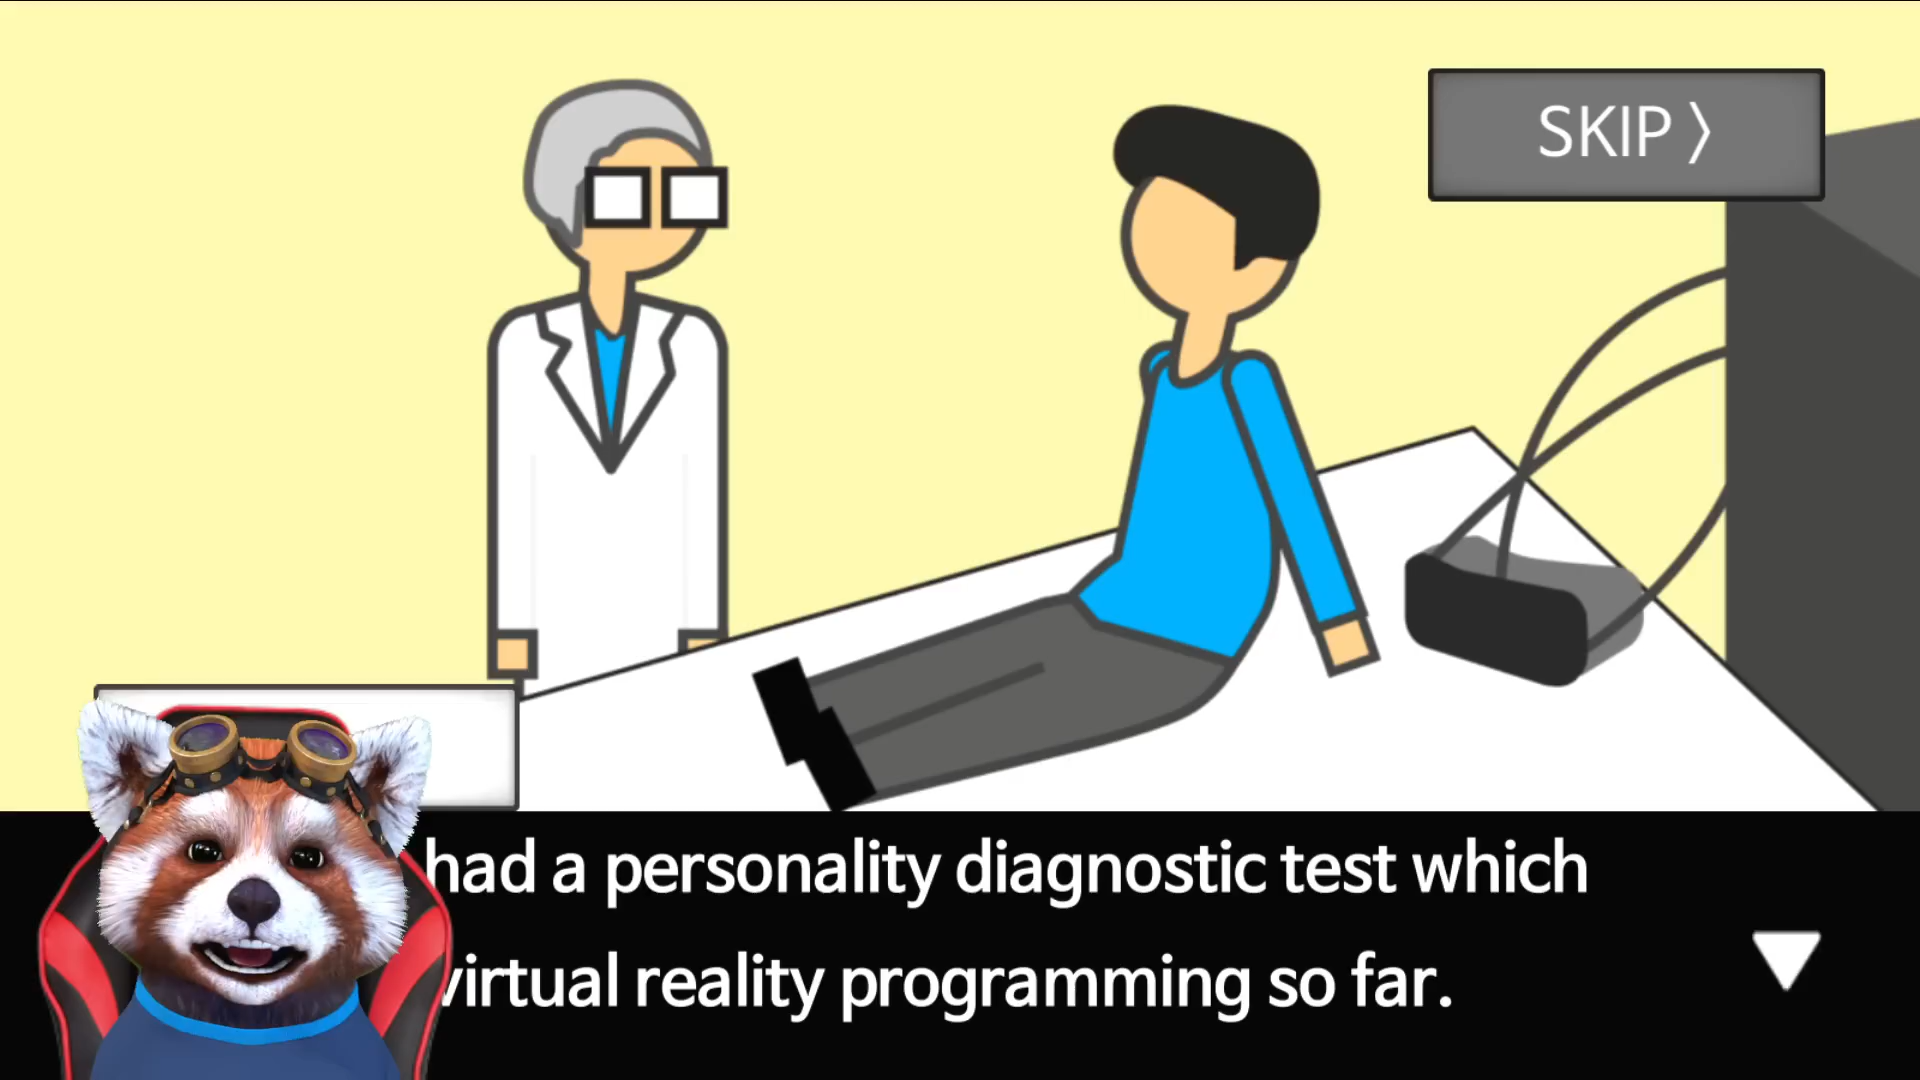 SKIP 〉
had a personality diagnostic test which
virtual reality programming so far.